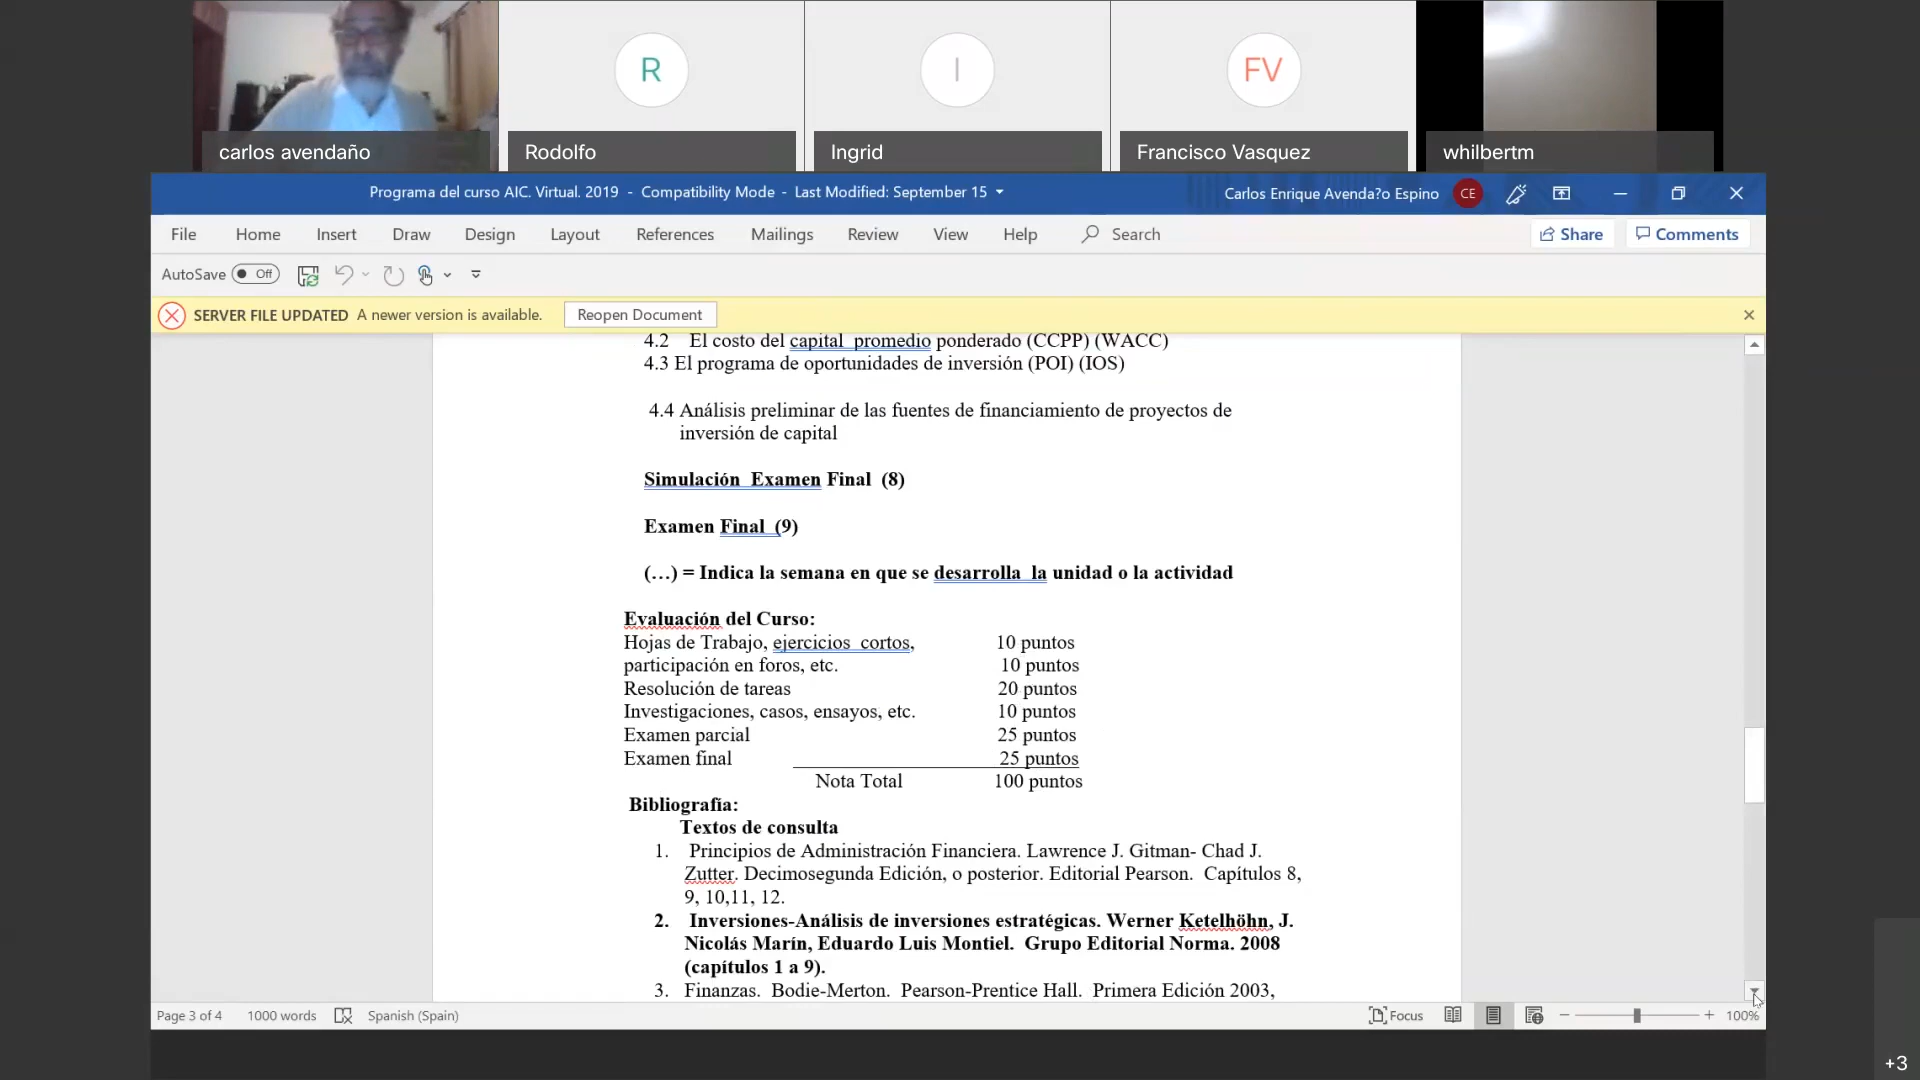 R
I
FV
carlos avendaño
Rodolfo
Ingrid
Francisco Vasquez
whilbertm
Programa del curso AIC. Virtual. 2019 - Compatibility Mode - Last Modified: September 15
Carlos Enrique Avenda?o Espino CE
File Home Insert Draw Design Layout References Mailings Review View Help Search Share Comments
AutoSave Off
SERVER FILE UPDATED A newer version is available. Reopen Document
4.2 El costo del capital promedio ponderado (CCPP) (WACC)
4.3 El programa de oportunidades de inversión (POI) (IOS)
4.4 Análisis preliminar de las fuentes de financiamiento de proyectos de
inversión de capital
Simulación Examen Final (8)
Examen Final (9)
(…) = Indica la semana en que se desarrolla la unidad o la actividad
Evaluación del Curso:
Hojas de Trabajo, ejercicios cortos, 10 puntos
participación en foros, etc. 10 puntos
Resolución de tareas 20 puntos
Investigaciones, casos, ensayos, etc. 10 puntos
Examen parcial 25 puntos
Examen final 25 puntos
Nota Total 100 puntos
Bibliografía:
Textos de consulta
1. Principios de Administración Financiera. Lawrence J. Gitman- Chad J.
Zutter. Decimosegunda Edición, o posterior. Editorial Pearson. Capítulos 8,
9, 10,11, 12.
2. Inversiones-Análisis de inversiones estratégicas. Werner Ketelhöhn, J.
Nicolás Marín, Eduardo Luis Montiel. Grupo Editorial Norma. 2008
(capítulos 1 a 9).
3. Finanzas. Bodie-Merton. Pearson-Prentice Hall. Primera Edición 2003,
Page 3 of 4 1000 words Spanish (Spain) Focus 100%
+3